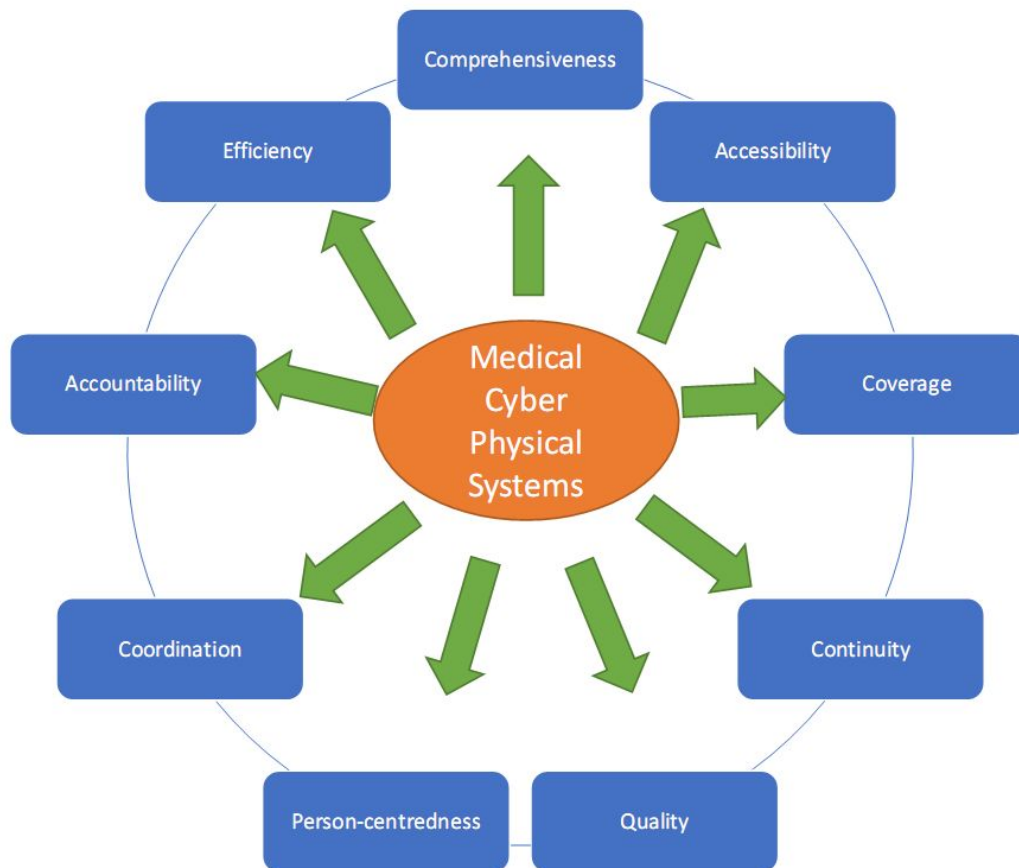 Comprehensiveness
Efficiency
Accessibility
Medical
Cyber
Physical
Systems
Accountability
Coverage
Coordination
Continuity
Person-centredness
Quality